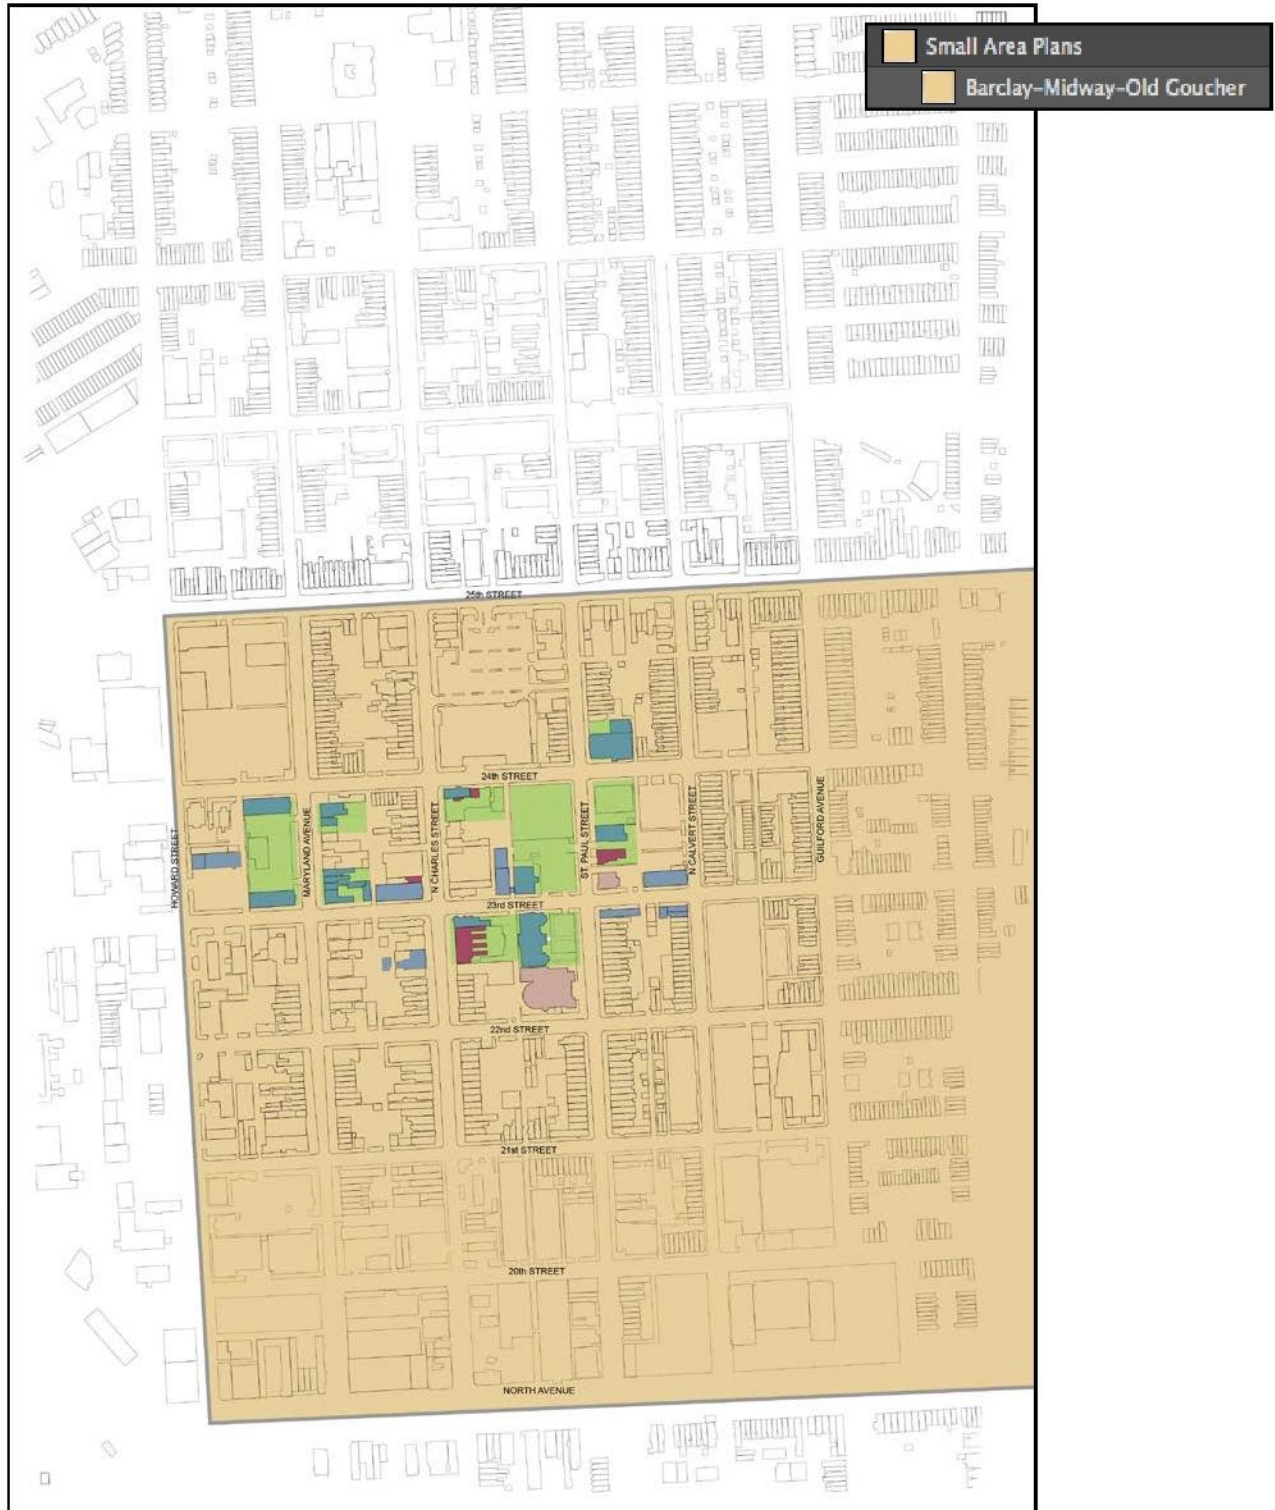 Small Area Plans
Barclay-Midway-Old Goucher
25th STREET
24th STREET
HOWARD STREET
MARYLAND AVENUE
N CHARLES STREET
ST. PAUL STREET
N CALVERT STREET
GUILFORD AVENUE
23rd STREET
22nd STREET
21st STREET
20th STREET
NORTH AVENUE